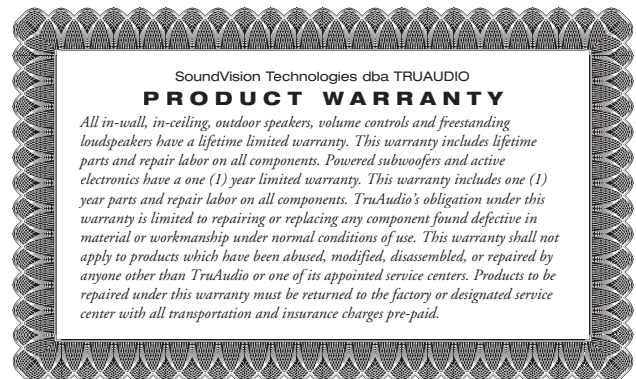 SoundVision Technologies dba TRUAUDIO
PRODUCT WARRANTY
All in-wall, in-ceiling, outdoor speakers, volume controls and freestanding
loudspeakers have a lifetime limited warranty. This warranty includes lifetime
parts and repair labor on all components. Powered subwoofers and active
electronics have a one (1) year limited warranty. This warranty includes one (1)
year parts and repair labor on all components. TruAudio's obligation under this
warranty is limited to repairing or replacing any component found defective in
material or workmanship under normal conditions of use. This warranty shall not
apply to products which have been abused, modified, disassembled, or repaired by
anyone other than TruAudio or one of its appointed service centers. Products to be
repaired under this warranty must be returned to the factory or designated service
center with all transportation and insurance charges pre-paid.